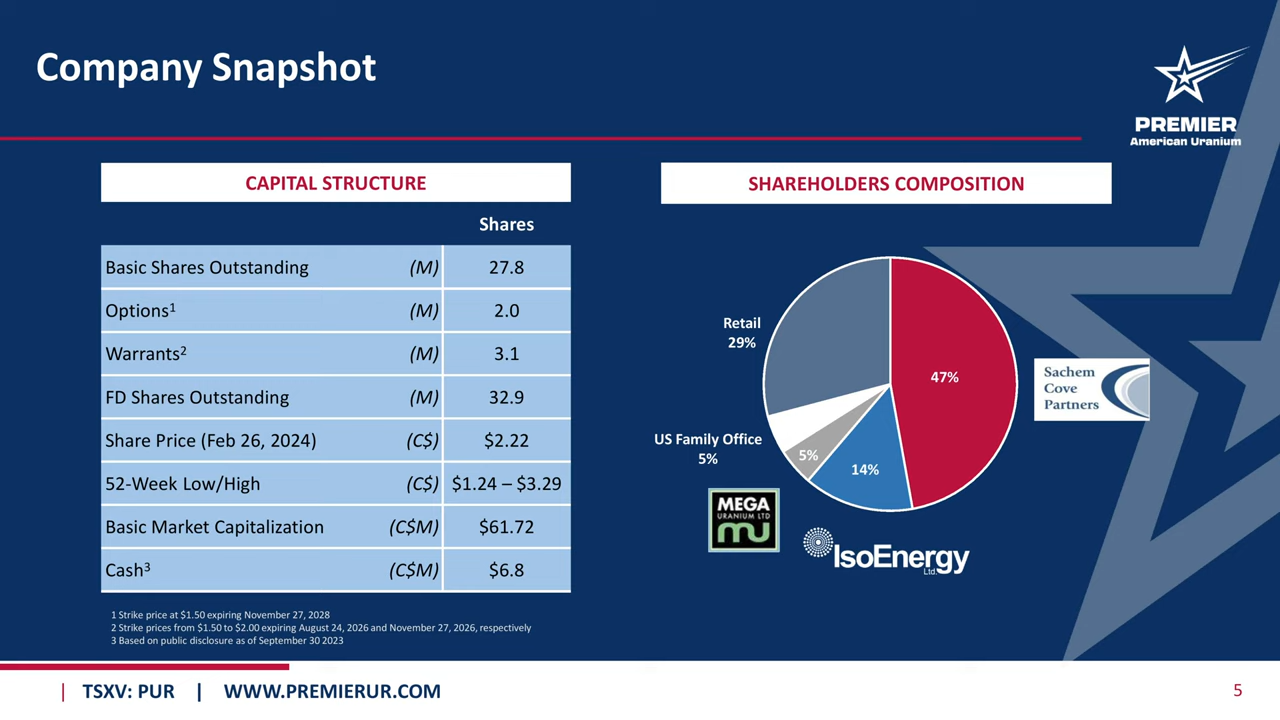 Company Snapshot
PREMIER
American Uranium
CAPITAL STRUCTURE
Shares
Basic Shares Outstanding (M) 27.8
Options¹ (M) 2.0
Warrants² (M) 3.1
FD Shares Outstanding (M) 32.9
Share Price (Feb 26, 2024) (C$) $2.22
52-Week Low/High (C$) $1.24 – $3.29
Basic Market Capitalization (C$M) $61.72
Cash³ (C$M) $6.8
1 Strike price at $1.50 expiring November 27, 2028
2 Strike prices from $1.50 to $2.00 expiring August 24, 2026 and November 27, 2026, respectively
3 Based on public disclosure as of September 30 2023
SHAREHOLDERS COMPOSITION
Retail
29%
47%
Sachem
Cove
Partners
US Family Office
5%
5%
14%
MEGA
URANIUM LTD
mu
IsoEnergy
Ltd.
| TSXV: PUR | WWW.PREMIERUR.COM
5